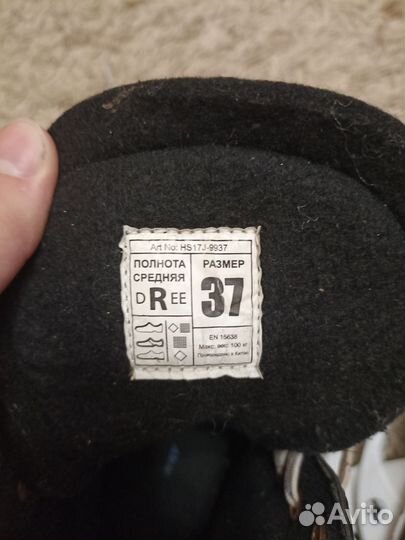 Art No: HS17J-9937
ПОЛНОТА
СРЕДНЯЯ
D R EE
РАЗМЕР
37
EN 15638
Макс. вес: 100 кг
Произведено в Китае
Avito